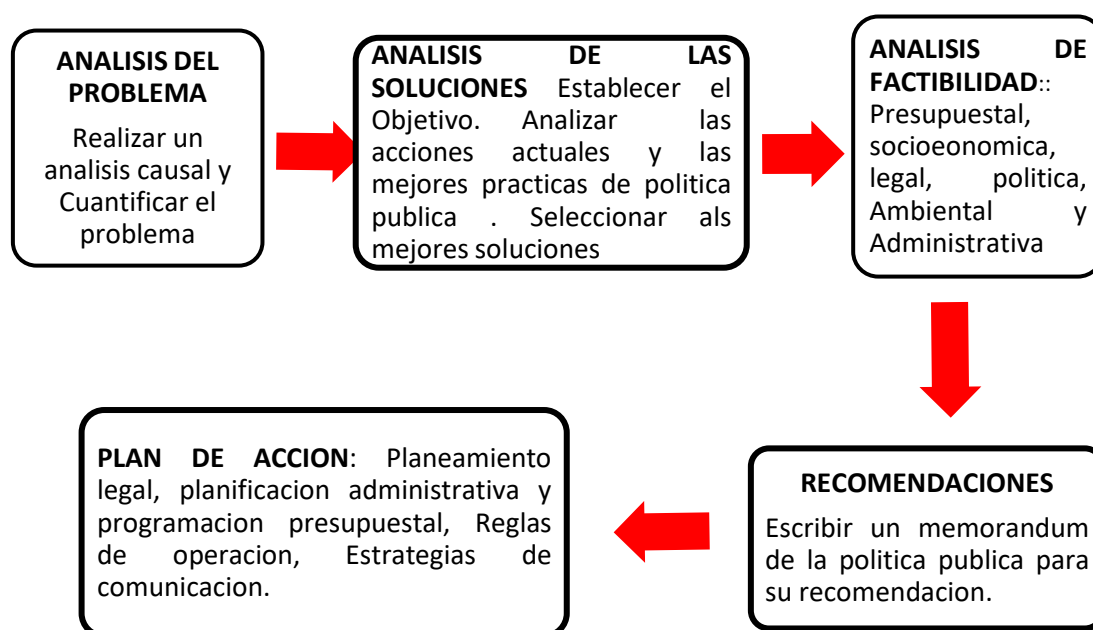 ANALISIS DEL
PROBLEMA
Realizar un
analisis causal y
Cuantificar el
problema
ANALISIS DE LAS
SOLUCIONES Establecer el
Objetivo. Analizar las
acciones actuales y las
mejores practicas de politica
publica . Seleccionar als
mejores soluciones
ANALISIS DE
FACTIBILIDAD::
Presupuestal,
socioeonomica,
legal, politica,
Ambiental y
Administrativa
RECOMENDACIONES
Escribir un memorandum
de la politica publica para
su recomendacion.
PLAN DE ACCION: Planeamiento
legal, planificacion administrativa y
programacion presupuestal, Reglas
de operacion, Estrategias de
comunicacion.